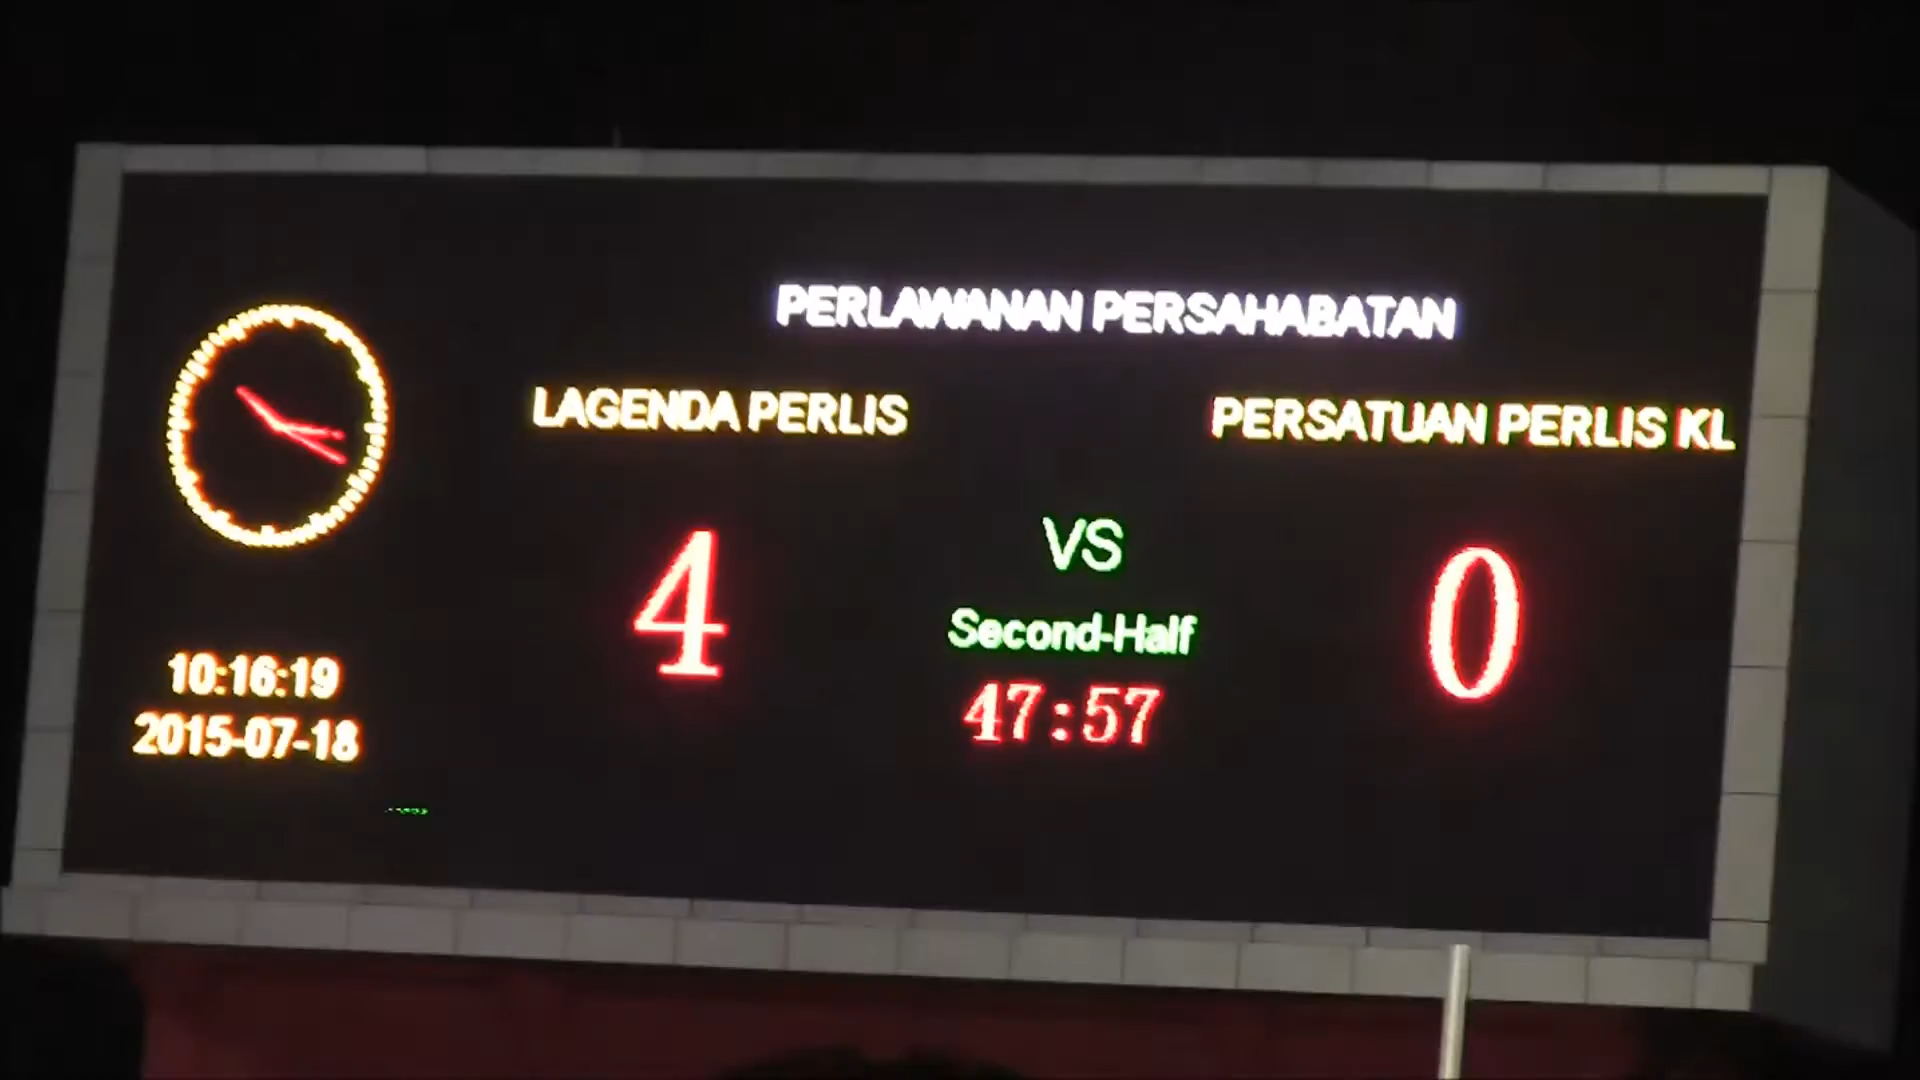 PERLAWANAN PERSAHABATAN
LAGENDA PERLIS
PERSATUAN PERLIS KL
4
VS
0
Second-Half
47:57
10:16:19
2015-07-18